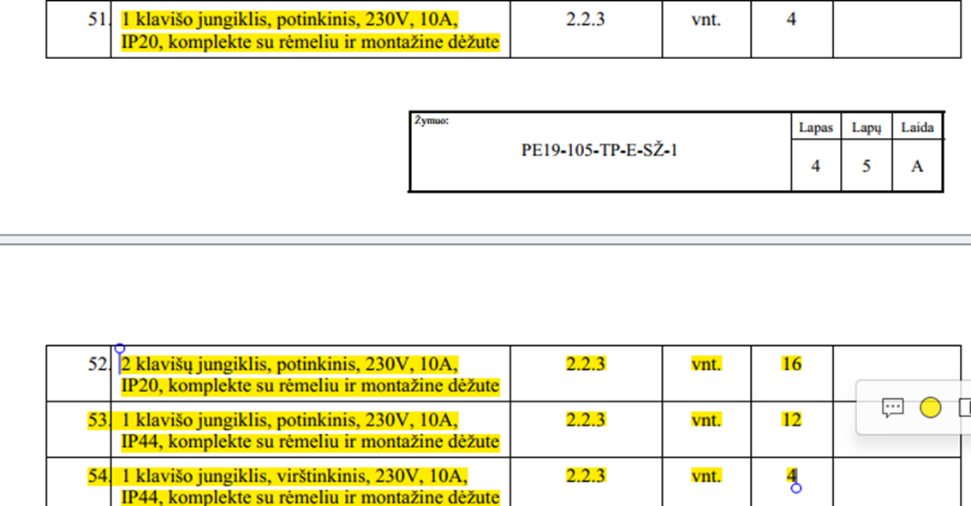 51. 1 klavišo jungiklis, potinkinis, 230V, 10A, 2.2.3 vnt. 4
IP20, komplekte su rėmeliu ir montažine dėžute
Žymuo:
Lapas Lapų Laida
PE19-105-TP-E-SŽ-1
4 5 A
52. 2 klavišų jungiklis, potinkinis, 230V, 10A, 2.2.3 vnt. 16
IP20, komplekte su rėmeliu ir montažine dėžute
53. 1 klavišo jungiklis, potinkinis, 230V, 10A, 2.2.3 vnt. 12
IP44, komplekte su rėmeliu ir montažine dėžute
54. 1 klavišo jungiklis, virštinkinis, 230V, 10A, 2.2.3 vnt. 4
IP44, komplekte su rėmeliu ir montažine dėžute